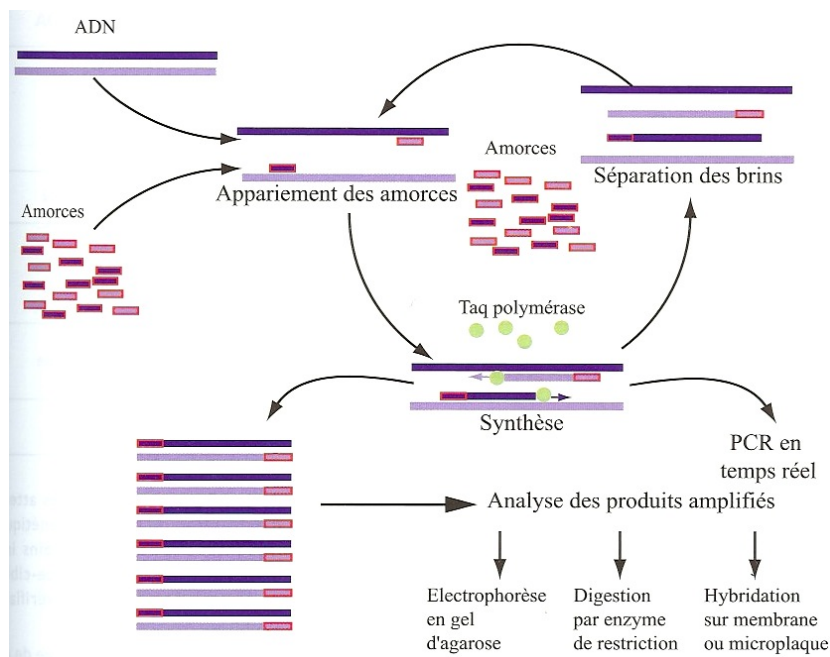 ADN
Amorces
Appariement des amorces
Amorces
Séparation des brins
Taq polymérase
Synthèse
PCR en
temps réel
Analyse des produits amplifiés
Electrophorèse
en gel
d'agarose
Digestion
par enzyme
de restriction
Hybridation
sur membrane
ou microplaque